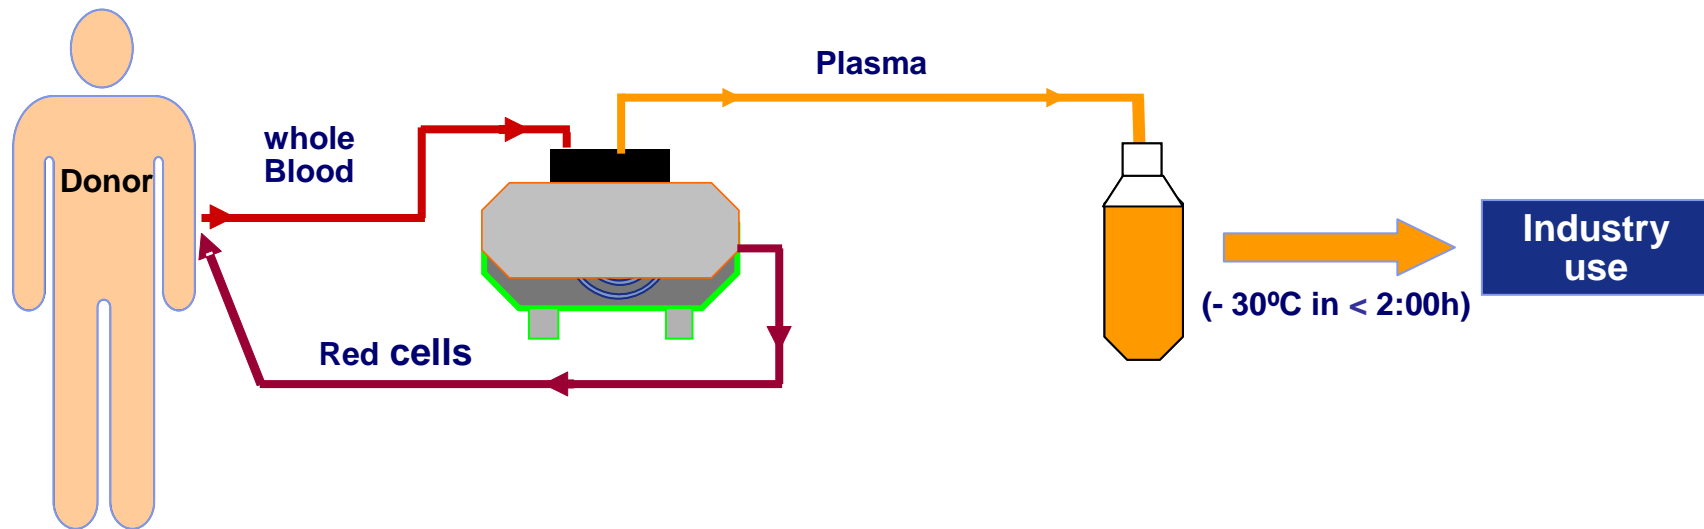 Plasma
whole
Blood
Donor
Industry
use
(- 30ºC in < 2:00h)
Red cells